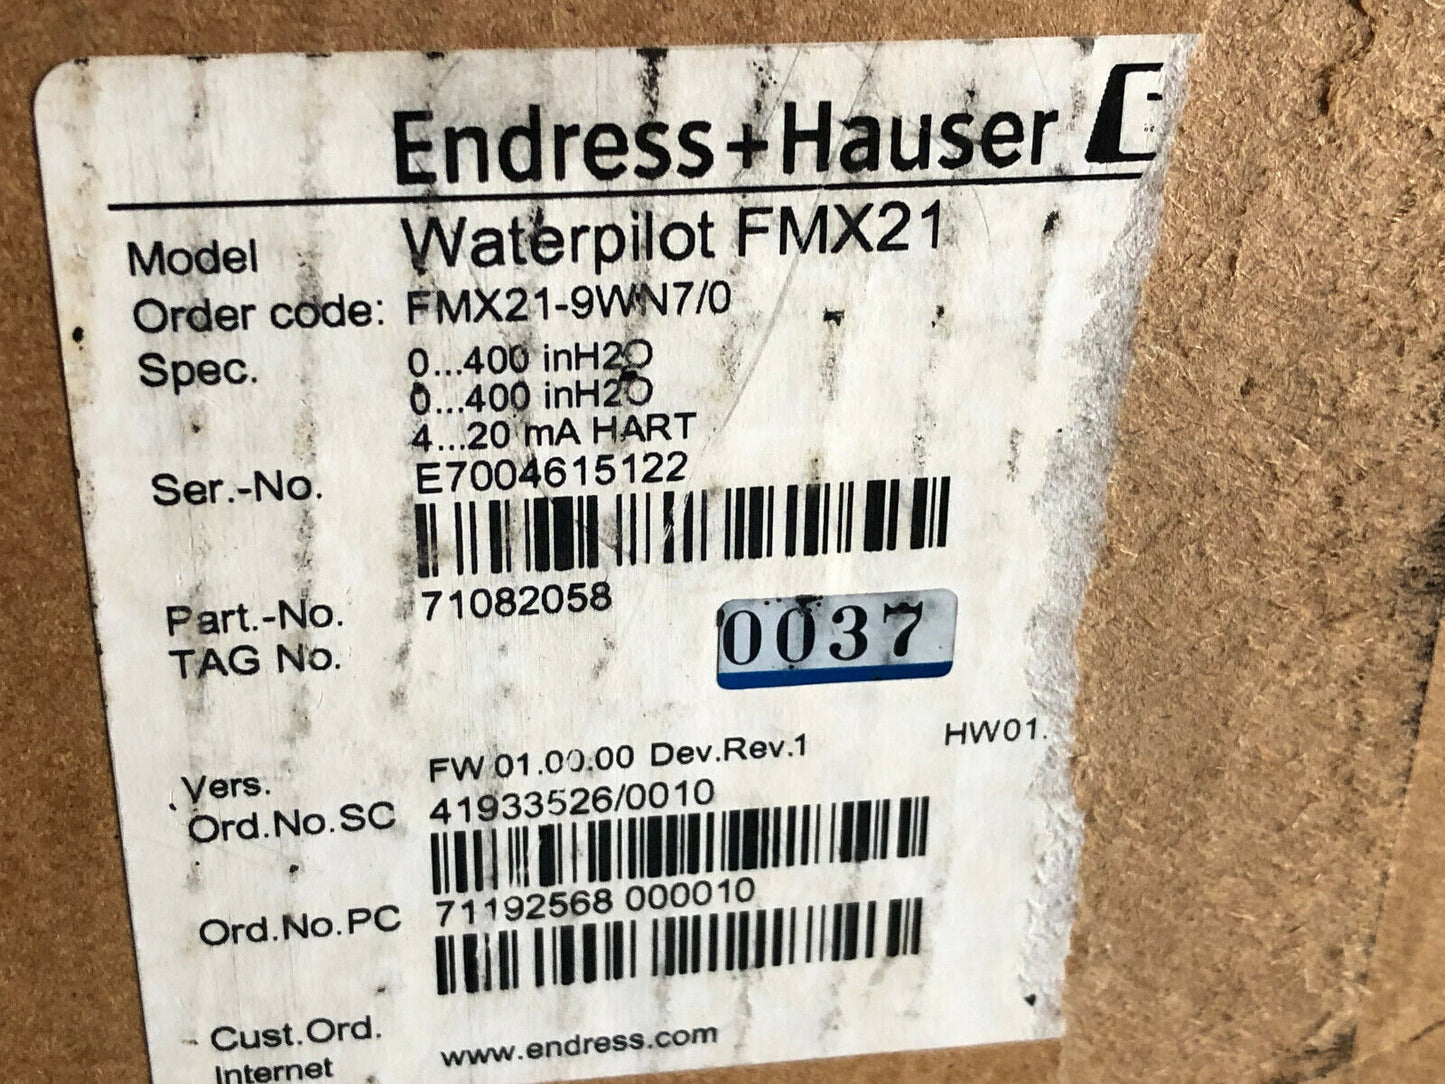 Endress+Hauser
Model Waterpilot FMX21
Order code: FMX21-9WN7/0
Spec. 0...400 inH2O
0...400 inH2O
4...20 mA HART
Ser.-No. E7004615122
Part.-No. 71082058
TAG No. 0037
Vers. FW 01.00.00 Dev.Rev.1 HW01.
Ord.No.SC 41933526/0010
Ord.No.PC 71192568 000010
Cust.Ord.
Internet www.endress.com